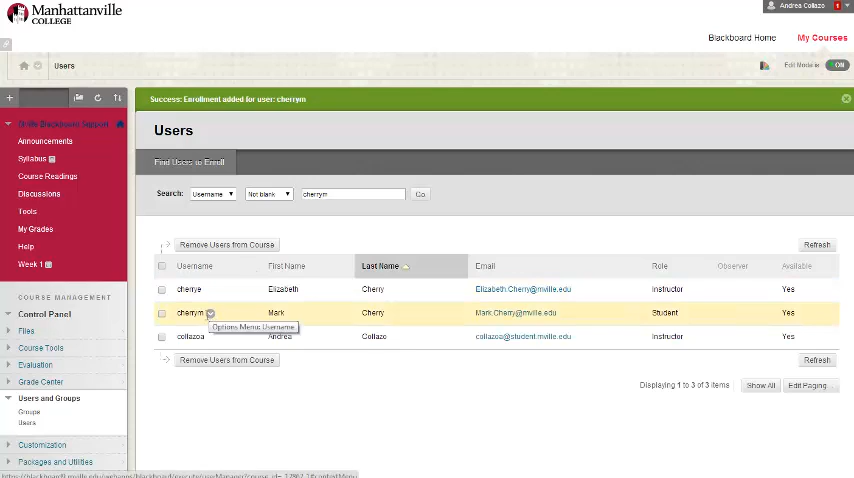 Manhattanville
COLLEGE
Andrea Collazo 1
Blackboard Home My Courses
Users
Edit Mode is: ON
Success: Enrollment added for user: cherrym
Mville Blackboard Support
Announcements
Syllabus
Course Readings
Discussions
Tools
My Grades
Help
Week 1
COURSE MANAGEMENT
Control Panel
Files
Course Tools
Evaluation
Grade Center
Users and Groups
Groups
Users
Customization
Packages and Utilities
Users
Find Users to Enroll
Search: Username Not blank cherrym Go
Remove Users from Course Refresh
Username First Name Last Name Email Role Observer Available
cherrye Elizabeth Cherry Elizabeth.Cherry@mville.edu Instructor Yes
cherrym Mark Cherry Mark.Cherry@mville.edu Student Yes
Options Menu: Username
collazoa Andrea Collazo collazoa@student.mville.edu Instructor Yes
Remove Users from Course Refresh
Displaying 1 to 3 of 3 items Show All Edit Paging...